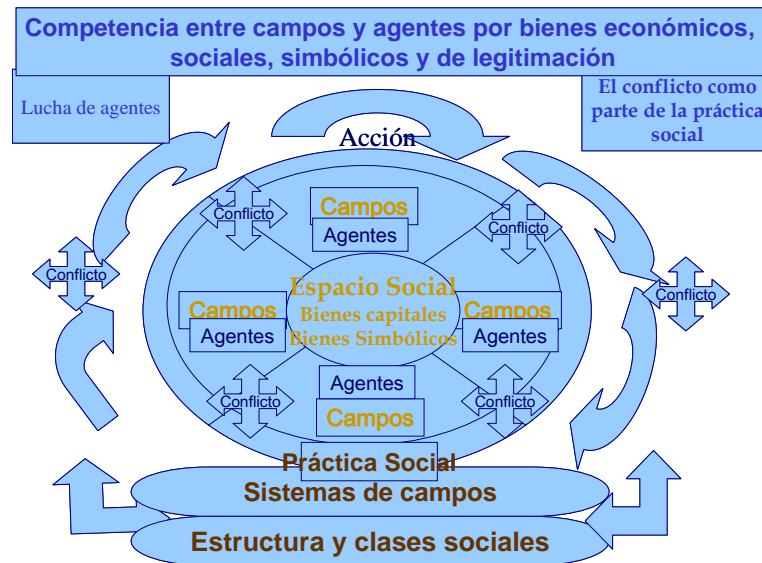 Competencia entre campos y agentes por bienes económicos,
sociales, simbólicos y de legitimación
Lucha de agentes
El conflicto como
parte de la práctica
social
Acción
Conflicto
Campos
Agentes
Conflicto
Conflicto
Espacio Social
Bienes capitales
Bienes Simbólicos
Campos
Agentes
Campos
Agentes
Conflicto
Conflicto
Agentes
Campos
Conflicto
Práctica Social
Sistemas de campos
Estructura y clases sociales